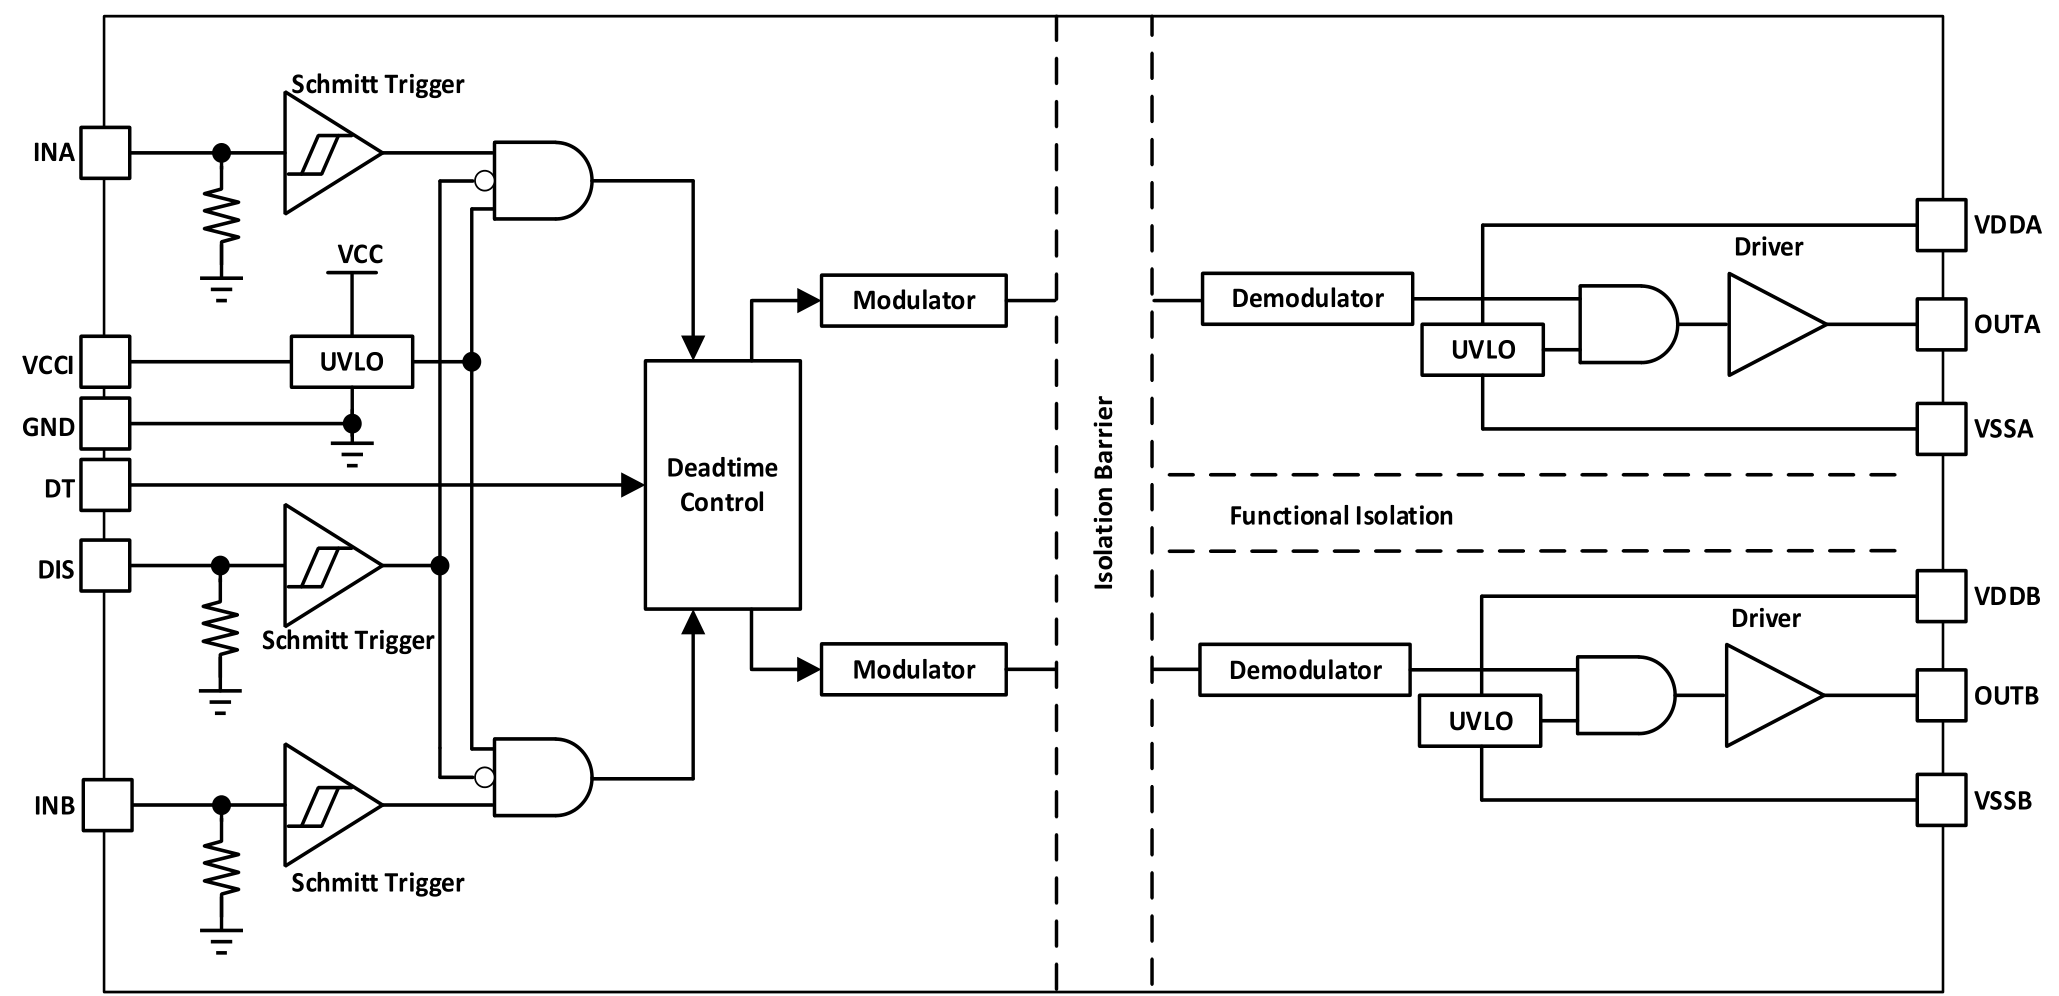 Schmitt Trigger
INA
VCC
VCCI
UVLO
GND
DT
DIS
Schmitt Trigger
INB
Schmitt Trigger
Deadtime
Control
Modulator
Modulator
Isolation Barrier
Demodulator
UVLO
Driver
VDDA
OUTA
VSSA
Functional Isolation
Demodulator
UVLO
Driver
VDDB
OUTB
VSSB